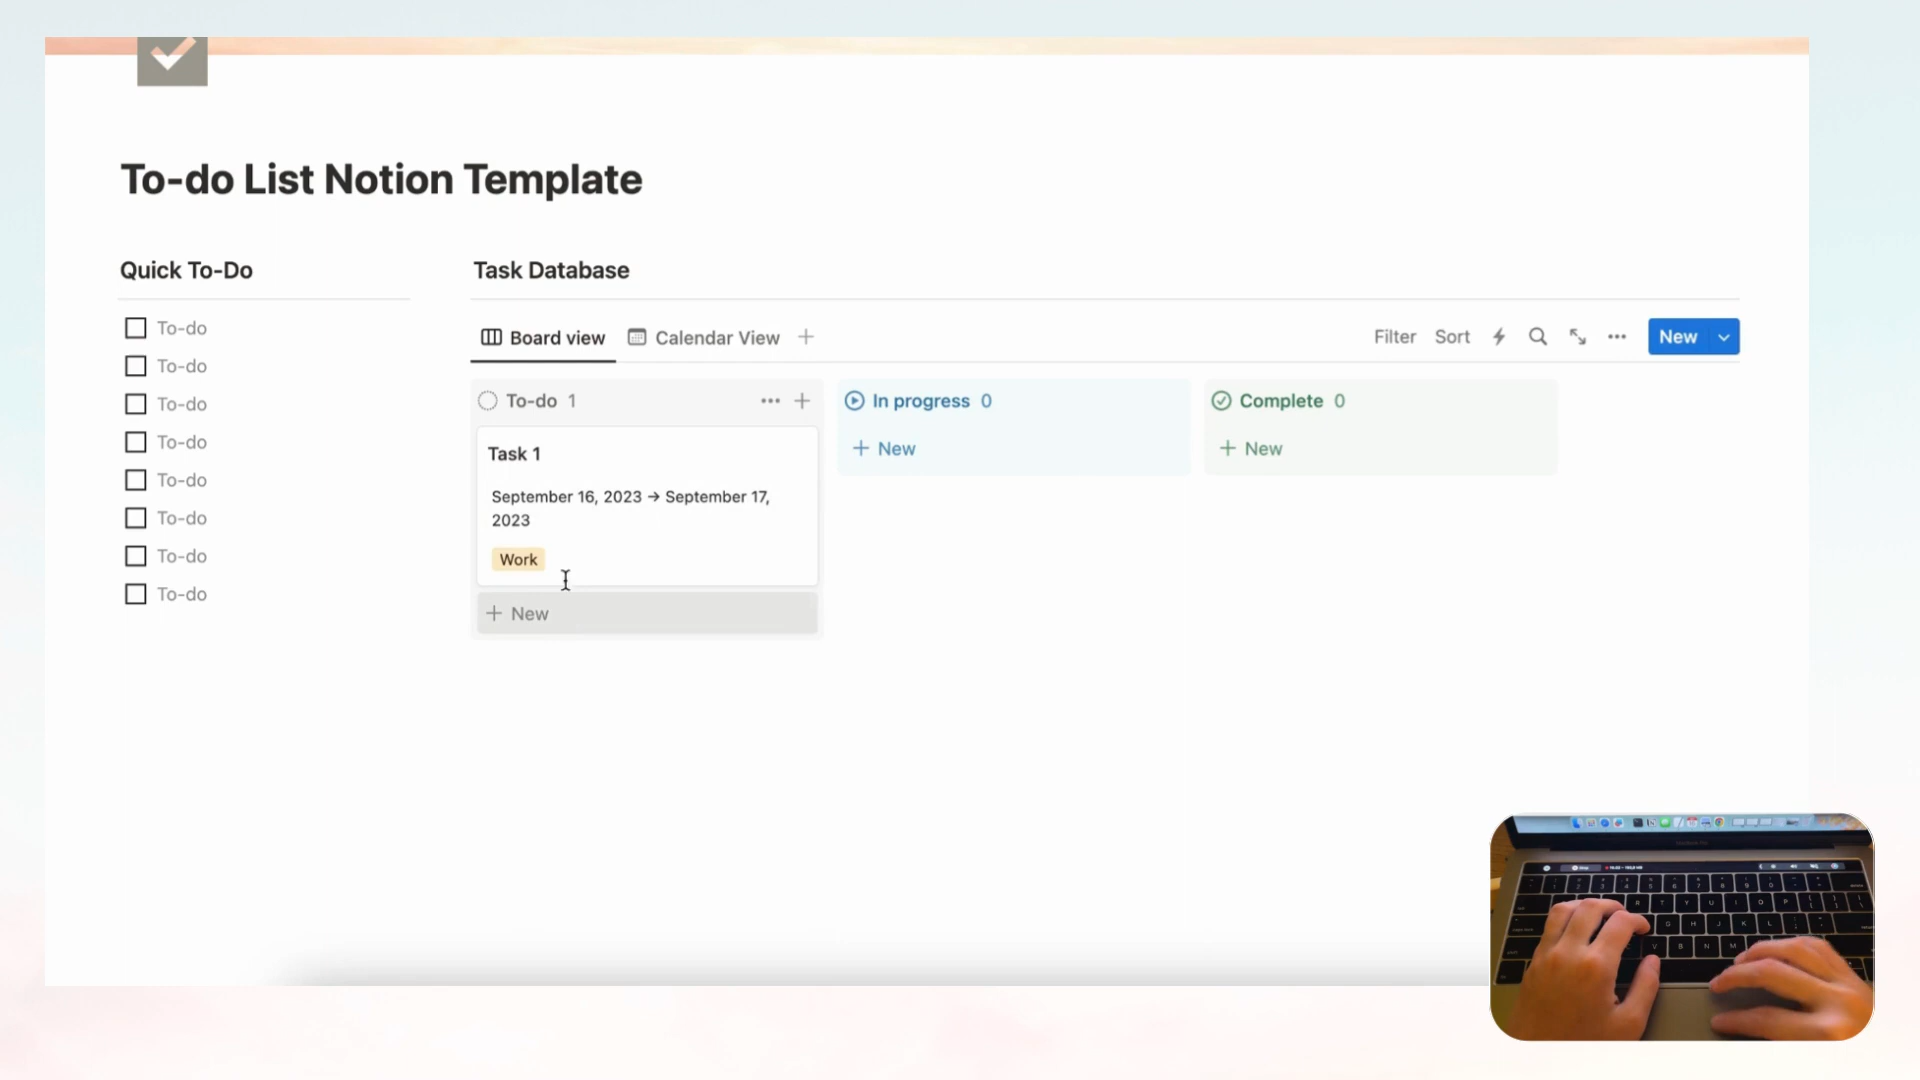 To-do List Notion Template
Quick To-Do
To-do
To-do
To-do
To-do
To-do
To-do
To-do
To-do
Task Database
Board view
Calendar View
Filter
Sort
New
To-do 1
Task 1
September 16, 2023 → September 17,
2023
Work
+ New
In progress 0
+ New
Complete 0
+ New